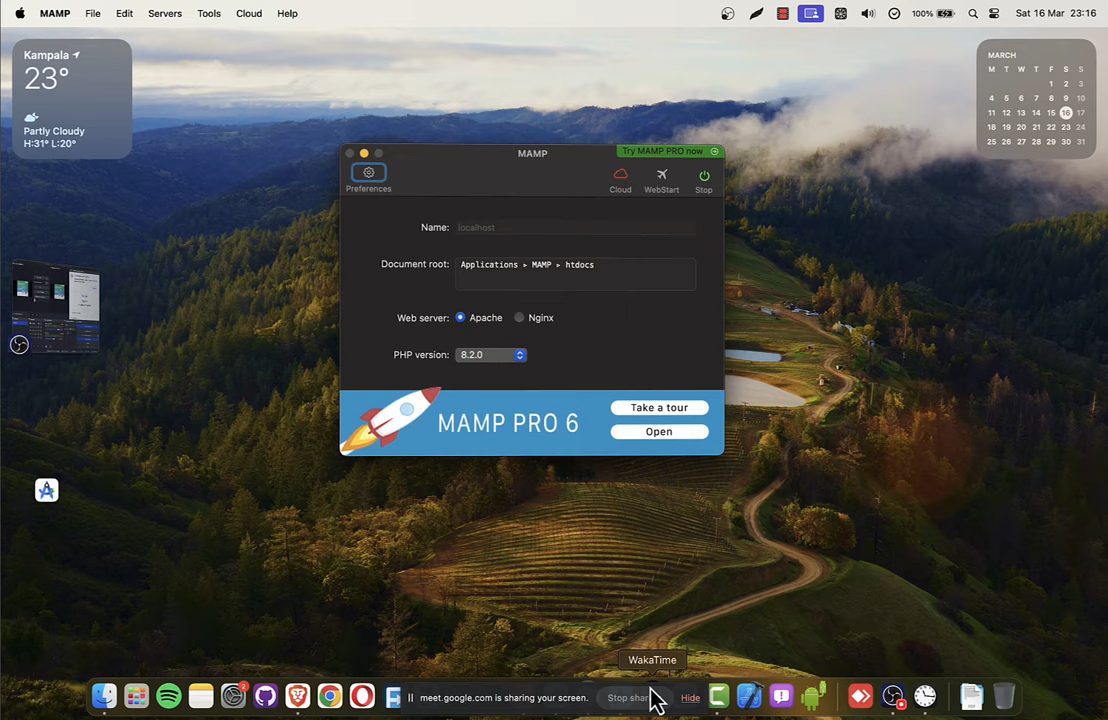 MAMP File Edit Servers Tools Cloud Help
100% Sat 16 Mar 23:16
Kampala
23°
Partly Cloudy
H:31° L:20°
MARCH
M T W T F S S
1 2 3
4 5 6 7 8 9 10
11 12 13 14 15 16 17
18 19 20 21 22 23 24
25 26 27 28 29 30 31
MAMP
Try MAMP PRO now
Preferences
Cloud WebStart Stop
Name: localhost
Document root: Applications ▸ MAMP ▸ htdocs
Web server: Apache Nginx
PHP version: 8.2.0
MAMP PRO 6
Take a tour
Open
WakaTime
2
meet.google.com is sharing your screen. Stop Hide